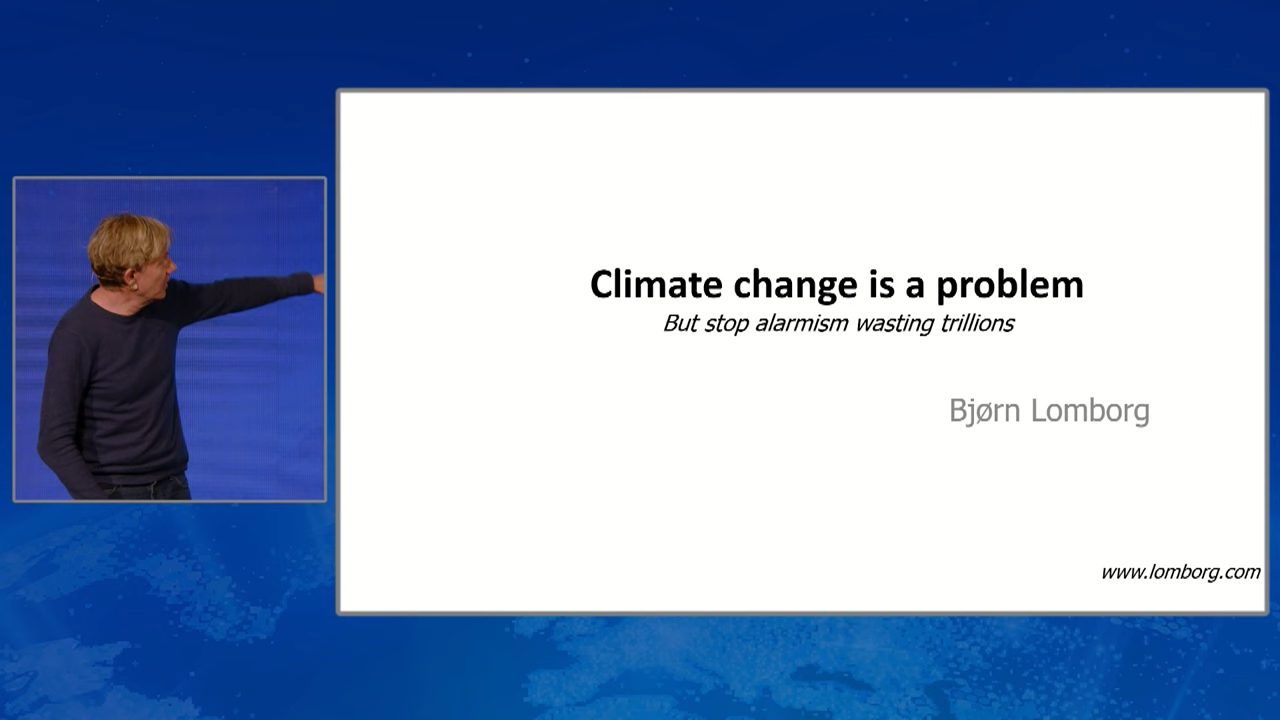 Climate change is a problem
But stop alarmism wasting trillions
Bjørn Lomborg
www.lomborg.com